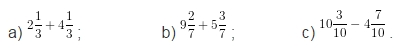 a) 2 1/3 + 4 1/3 ; b) 9 2/7 + 5 3/7 ; c) 10 3/10 − 4 7/10 .